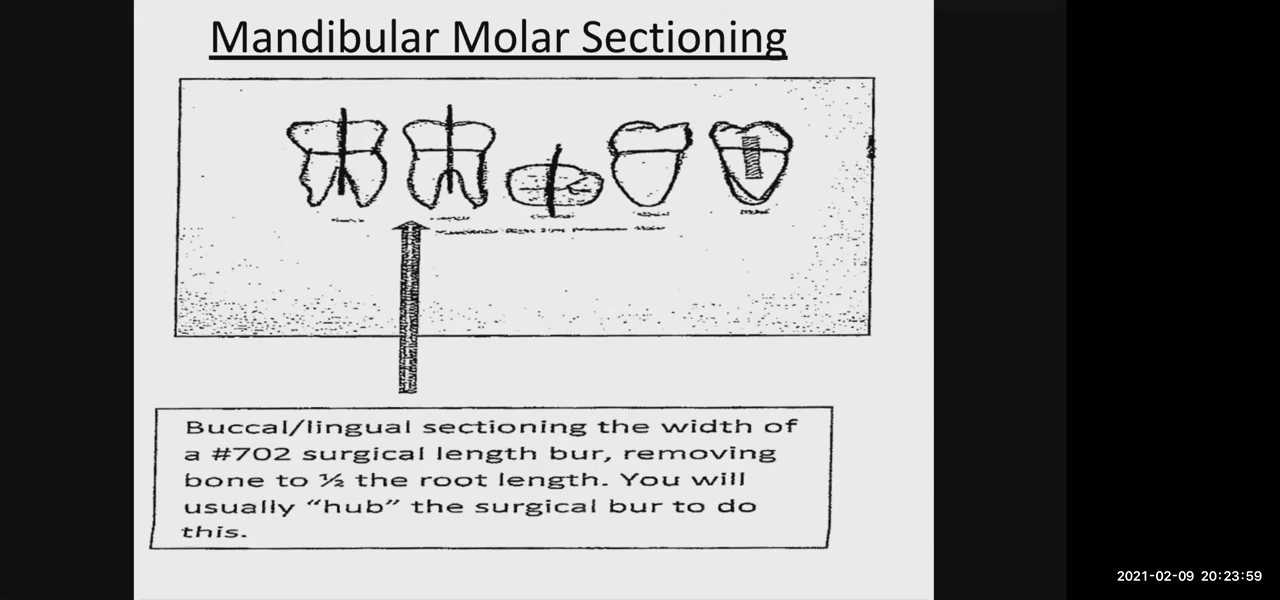 Mandibular Molar Sectioning
Buccal/lingual sectioning the width of
a #702 surgical length bur, removing
bone to ½ the root length. You will
usually “hub” the surgical bur to do
this.
2021-02-09 20:23:59